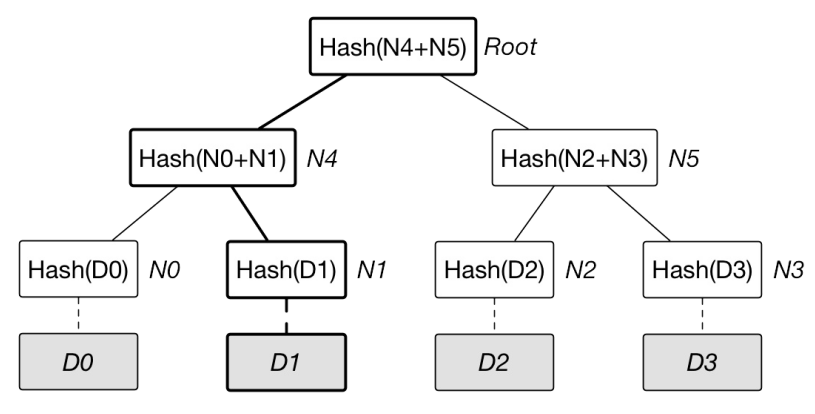 Hash(N4+N5) Root
Hash(N0+N1) N4
Hash(N2+N3) N5
Hash(D0) N0
Hash(D1) N1
Hash(D2) N2
Hash(D3) N3
D0
D1
D2
D3